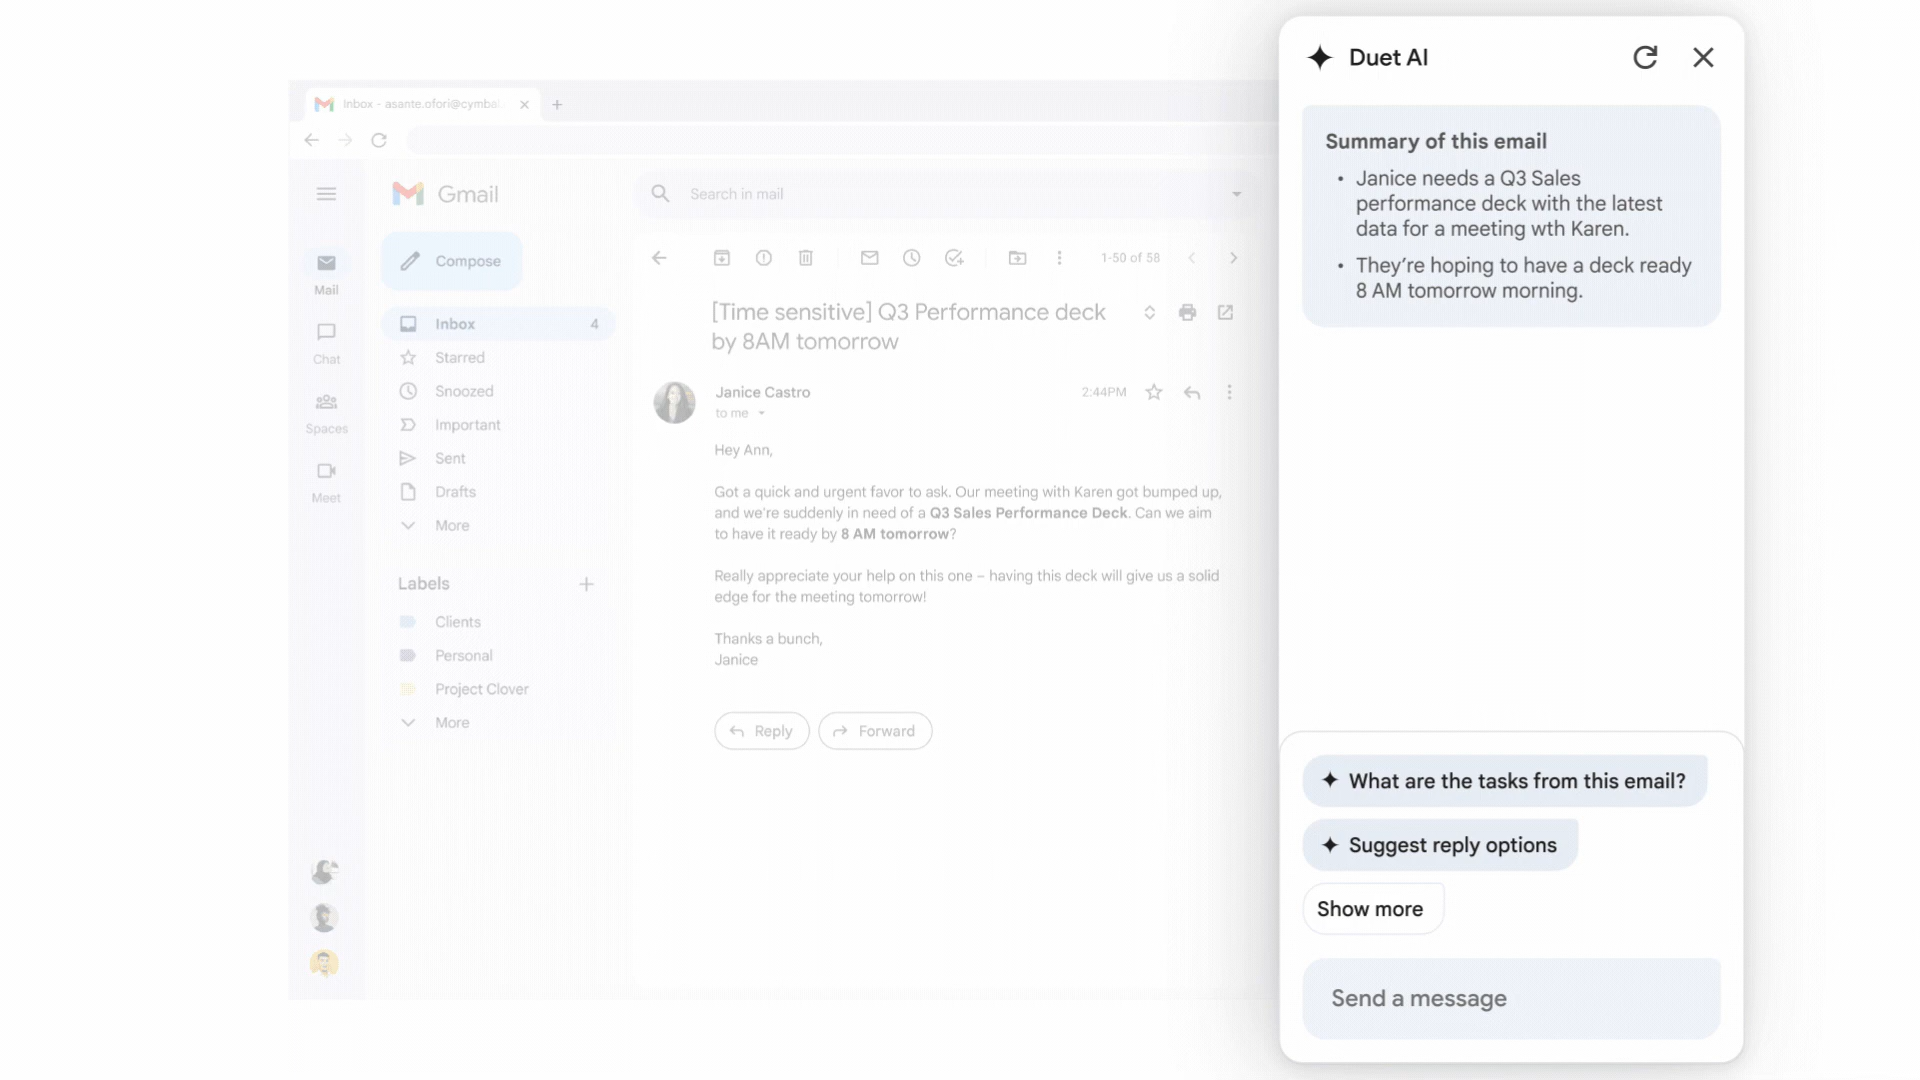 Inbox - asante.ofori@cymbal
Gmail
Search in mail
Compose
Mail
Chat
Spaces
Meet
Inbox 4
Starred
Snoozed
Important
Sent
Drafts
More
Labels
Clients
Personal
Project Clover
More
1-50 of 58
[Time sensitive] Q3 Performance deck
by 8AM tomorrow
Janice Castro
2:44PM
to me
Hey Ann,
Got a quick and urgent favor to ask. Our meeting with Karen got bumped up,
and we're suddenly in need of a Q3 Sales Performance Deck. Can we aim
to have it ready by 8 AM tomorrow?
Really appreciate your help on this one – having this deck will give us a solid
edge for the meeting tomorrow!
Thanks a bunch,
Janice
Reply
Forward
Duet AI
Summary of this email
• Janice needs a Q3 Sales
performance deck with the latest
data for a meeting wth Karen.
• They’re hoping to have a deck ready
8 AM tomorrow morning.
What are the tasks from this email?
Suggest reply options
Show more
Send a message